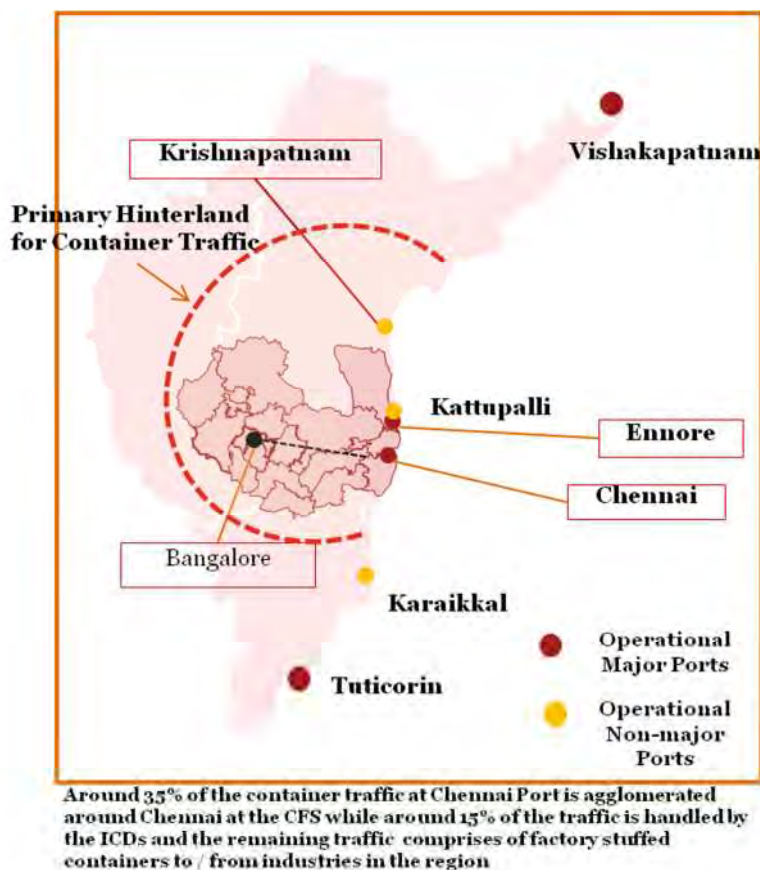 Krishnapatnam
Vishakapatnam
Primary Hinterland
for Container Traffic
Kattupalli
Ennore
Chennai
Bangalore
Karaikkal
Operational
Major Ports
Tuticorin
Operational
Non-major
Ports
Around 35% of the container traffic at Chennai Port is agglomerated
around Chennai at the CFS while around 15% of the traffic is handled by
the ICDs and the remaining traffic comprises of factory stuffed
containers to / from industries in the region